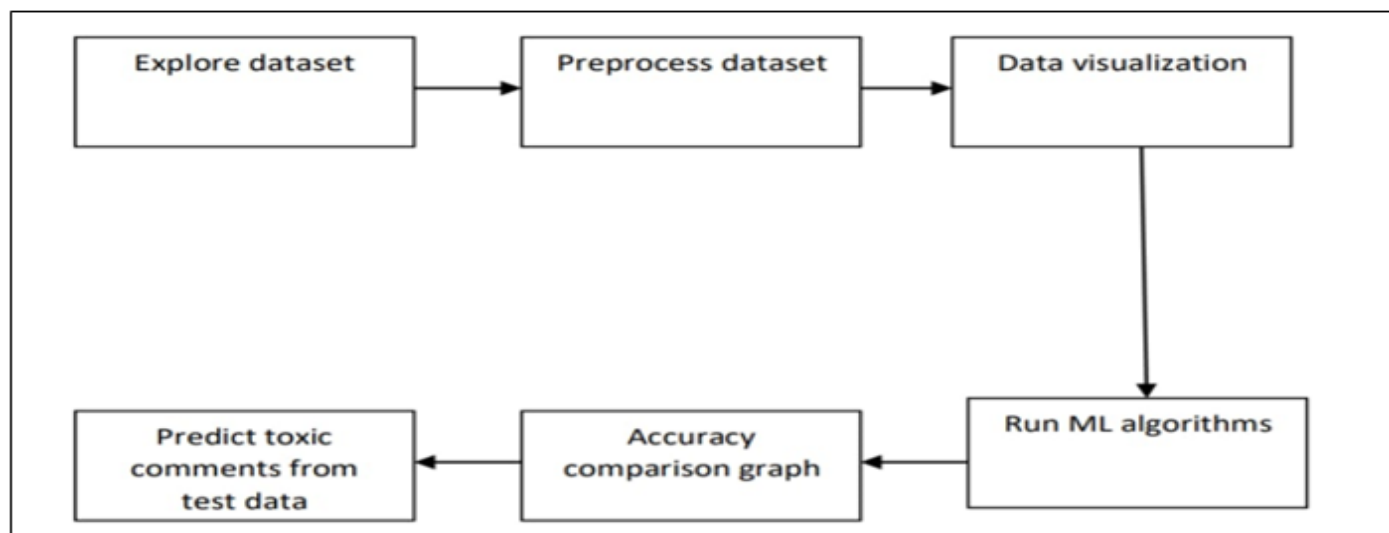 Explore dataset
Preprocess dataset
Data visualization
Run ML algorithms
Accuracy
comparison graph
Predict toxic
comments from
test data